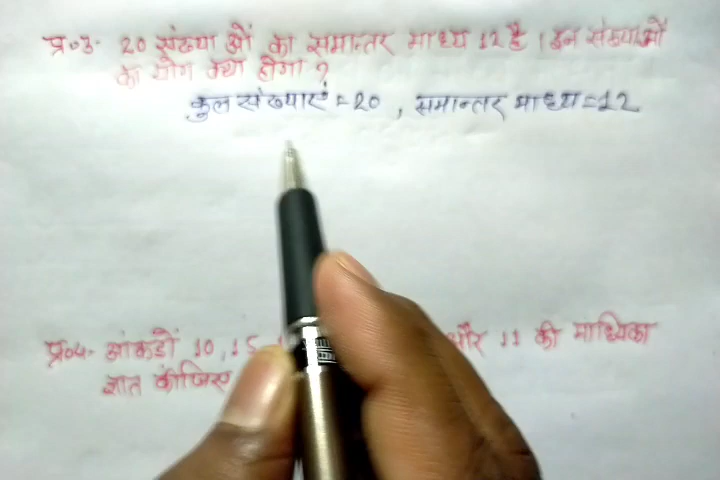 प्र०3- 20 संख्या ओं का समान्तर माध्य 12 है । इन संख्याओं
का योग क्या होगा ?
कुल संख्याएं = 20 , समान्तर माध्य = 12
प्र०4- आंकडों 10 , 15 और 11 की माध्यिका
ज्ञात कीजिए